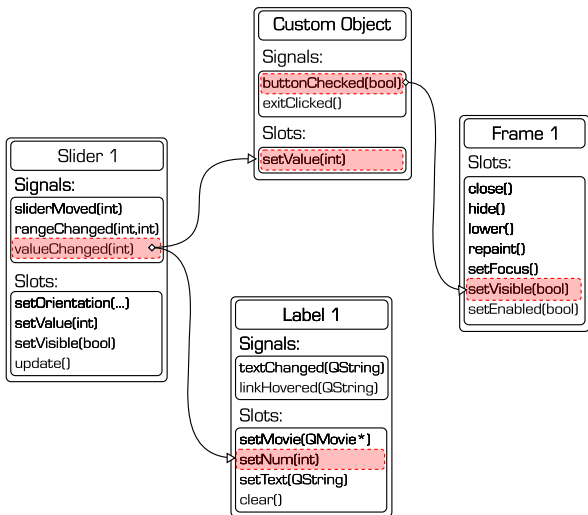 Custom Object
Signals:
buttonChecked(bool)
exitClicked()
Slots:
setValue(int)
Slider 1
Signals:
sliderMoved(int)
rangeChanged(int,int)
valueChanged(int)
Slots:
setOrientation(...)
setValue(int)
setVisible(bool)
update()
Frame 1
Slots:
close()
hide()
lower()
repaint()
setFocus()
setVisible(bool)
setEnabled(bool)
Label 1
Signals:
textChanged(QString)
linkHovered(QString)
Slots:
setMovie(QMovie*)
setNum(int)
setText(QString)
clear()